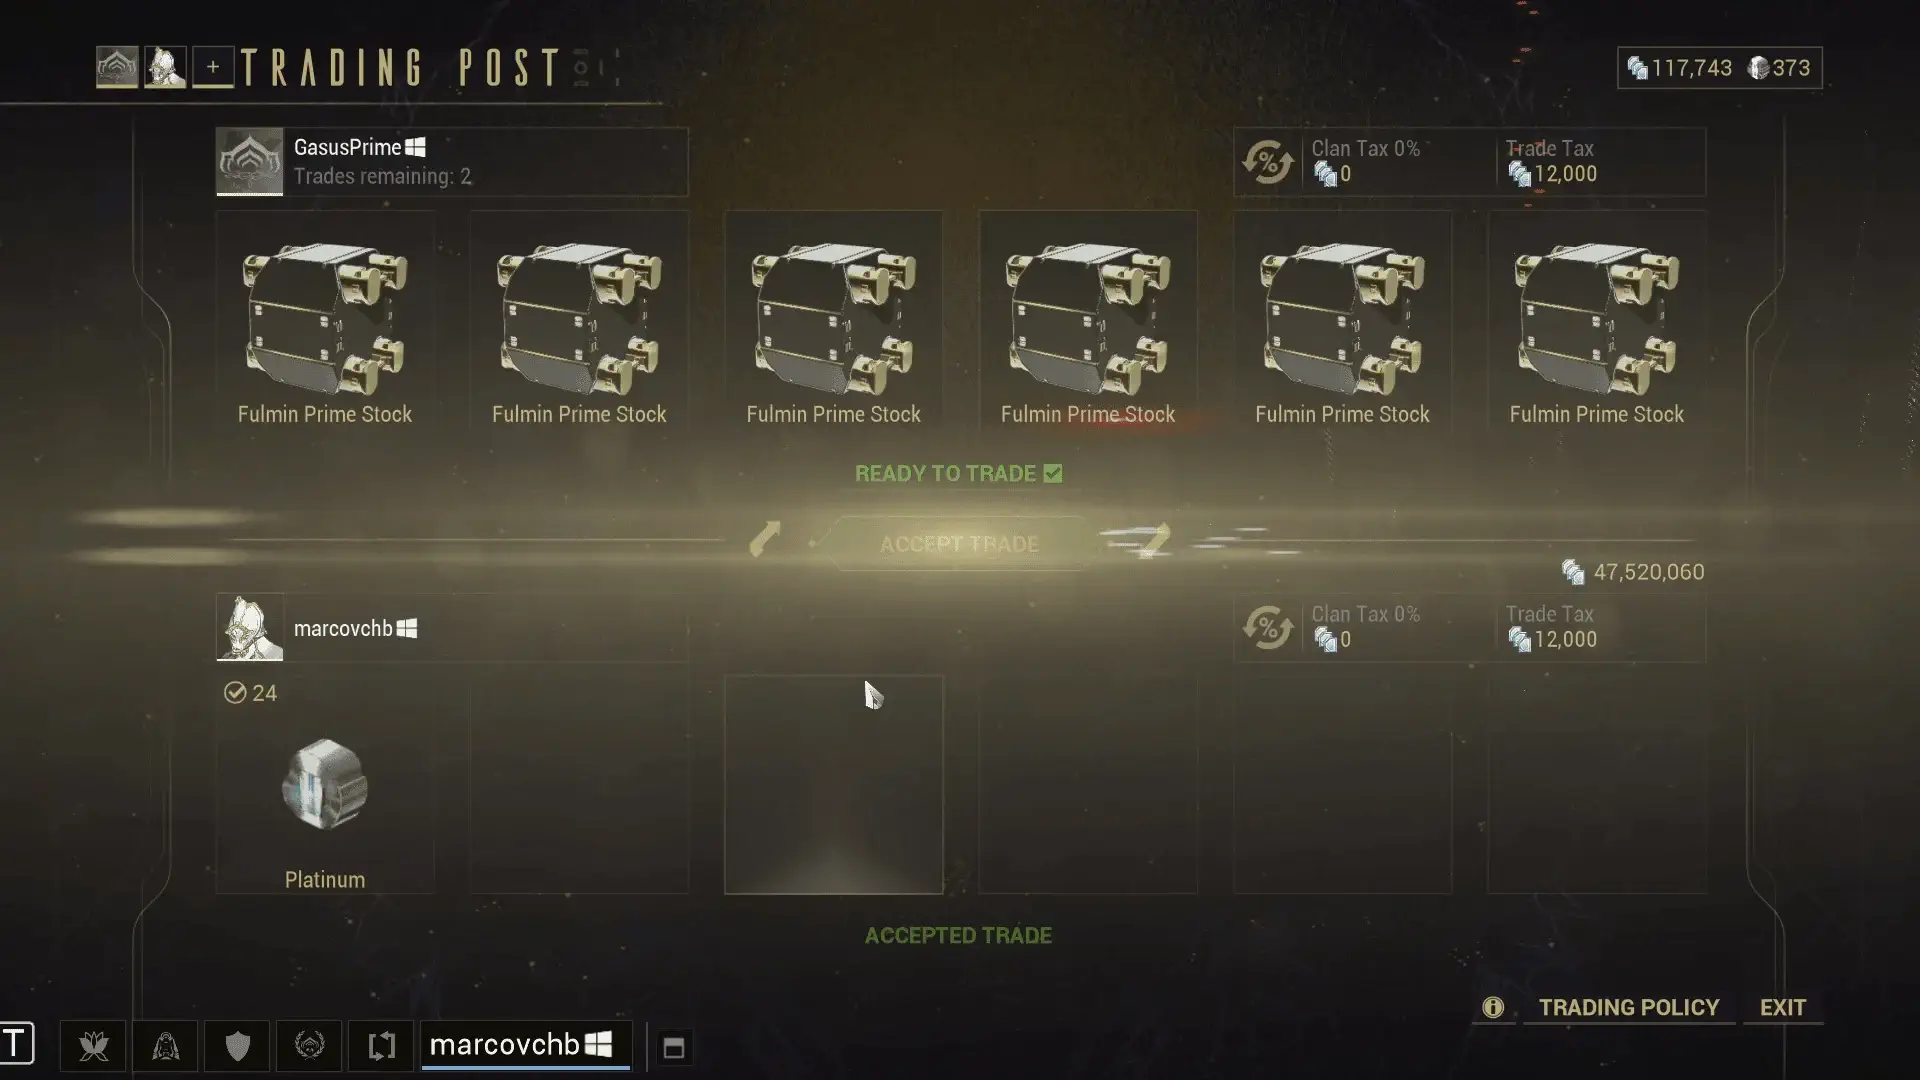 + TRADING POST
117,743 373
GasusPrime
Trades remaining: 2
Clan Tax 0%
0
Trade Tax
12,000
Fulmin Prime Stock
Fulmin Prime Stock
Fulmin Prime Stock
Fulmin Prime Stock
Fulmin Prime Stock
Fulmin Prime Stock
READY TO TRADE
ACCEPT TRADE
47,520,060
marcovchb
Clan Tax 0%
0
Trade Tax
12,000
24
Platinum
ACCEPTED TRADE
TRADING POLICY
EXIT
T
marcovchb